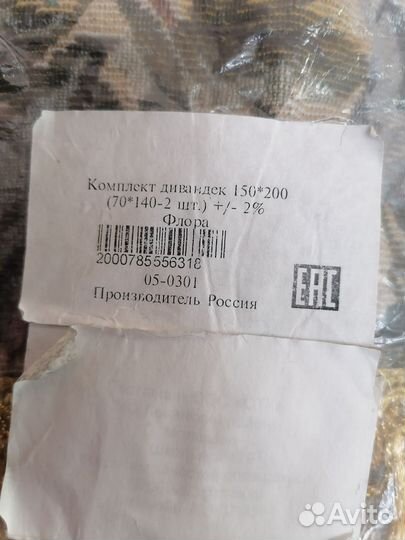 Комплект дивандек 150*200
(70*140-2 шт.) +/- 2%
Флора
2000785556318
05-0301
Производитель Россия
EAC
Avito